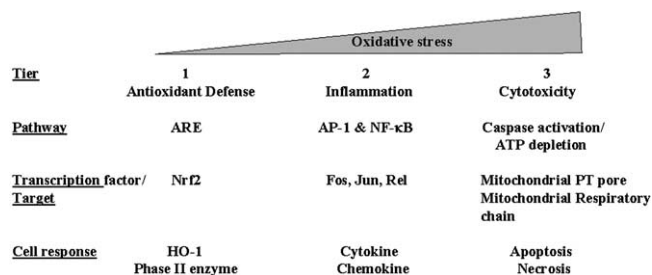 Oxidative stress
Tier 1 2 3
Antioxidant Defense Inflammation Cytotoxicity
Pathway ARE AP-1 & NF-κB Caspase activation/
ATP depletion
Transcription factor/ Nrf2 Fos, Jun, Rel Mitochondrial PT pore
Target Mitochondrial Respiratory
chain
Cell response HO-1 Cytokine Apoptosis
Phase II enzyme Chemokine Necrosis